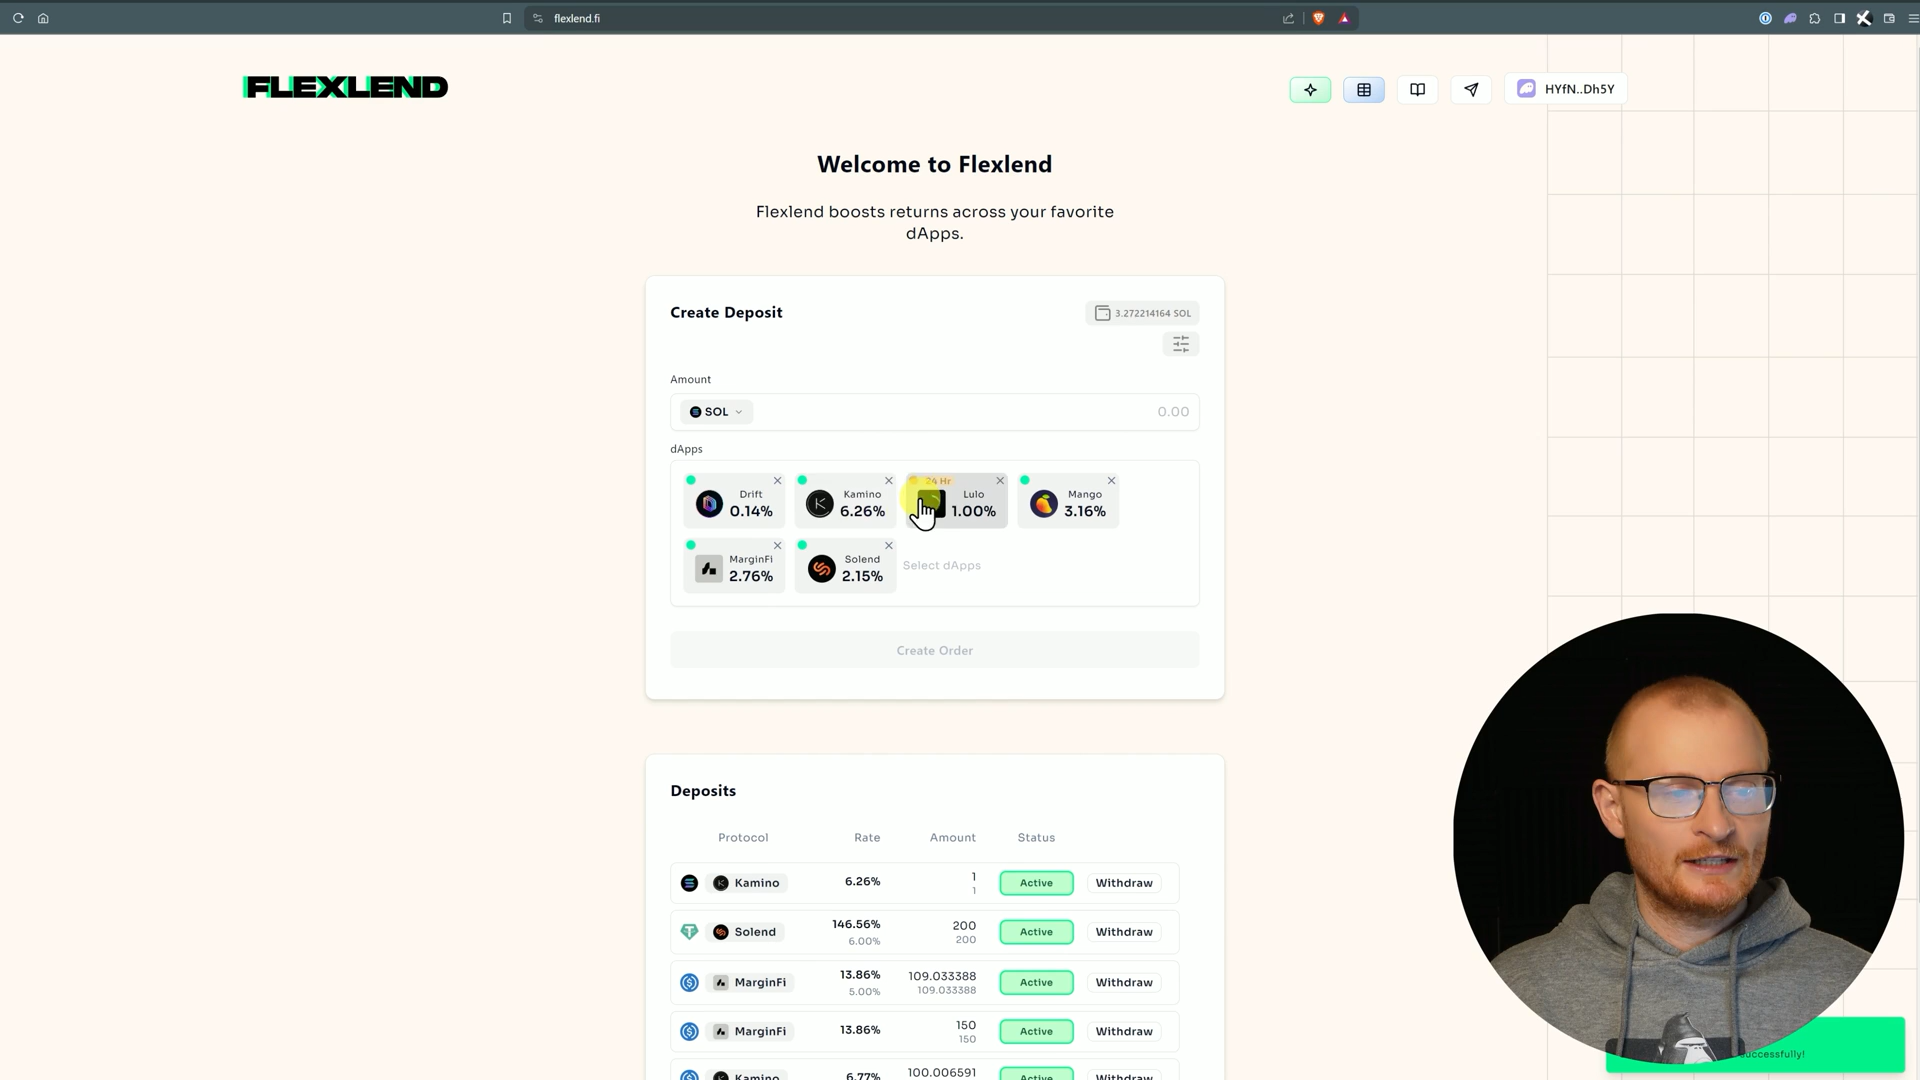 flexlend.fi
FLEXLEND
HYfN..Dh5Y
Welcome to Flexlend
Flexlend boosts returns across your favorite
dApps.
Create Deposit
3.272214164 SOL
Amount
SOL
0.00
dApps
Drift
0.14%
Kamino
6.26%
24 Hr
Lulo
1.00%
Mango
3.16%
MarginFi
2.76%
Solend
2.15%
Select dApps
Create Order
Deposits
Protocol Rate Amount Status
Kamino 6.26% 1 Active Withdraw
1
Solend 146.56% 200 Active Withdraw
6.00% 200
MarginFi 13.86% 109.033388 Active Withdraw
5.00% 109.033388
MarginFi 13.86% 150 Active Withdraw
150
Kamino 6.77% 100.006591 Active Withdraw
successfully!